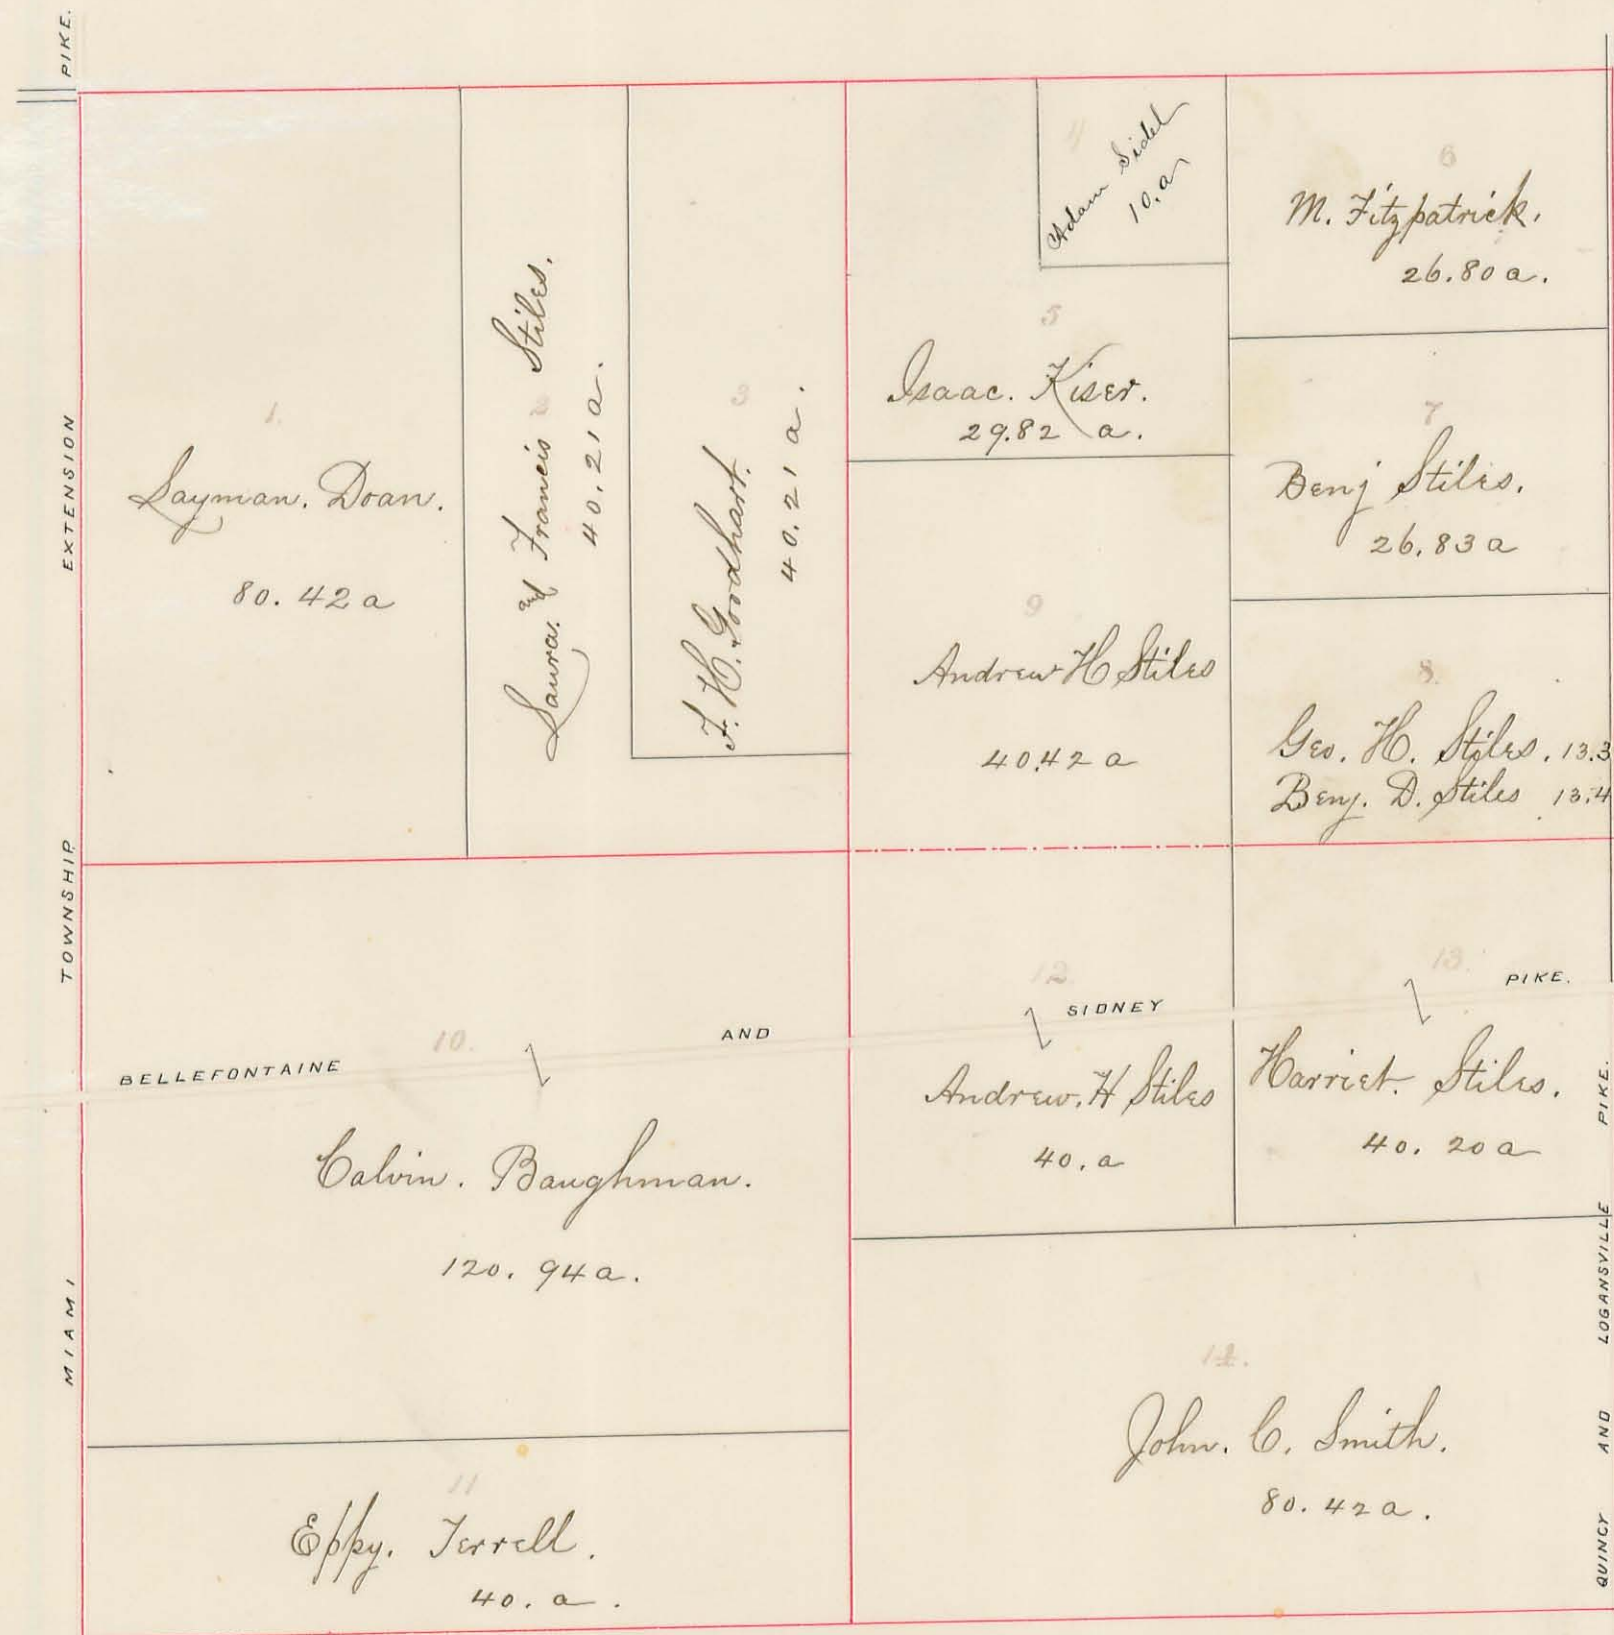 PIKE.
EXTENSION
TOWNSHIP
MIAMI
1.
Layman. Doan.
80.42 a
2
Laura. and Francis Stiles.
40.21 a.
3
F. H. Goodhart.
40.21 a.
4
Adam Sidel
10.a
5
Isaac. Kiser.
29.82 a.
6
M. Fitzpatrick.
26.80 a.
7
Benj Stiles.
26.83 a
8.
Geo. H. Stiles. 13.3
Benj. D. Stiles 13.4
9
Andrew H Stiles
40.42 a
BELLEFONTAINE AND SIDNEY PIKE.
10.
Calvin. Baughman.
120.94 a.
11
Eppy. Terrell.
40. a.
12
Andrew. H Stiles
40. a
13.
Harriet. Stiles.
40. 20 a
14.
John. C. Smith.
80. 42 a.
QUINCY AND LOGANSVILLE PIKE.